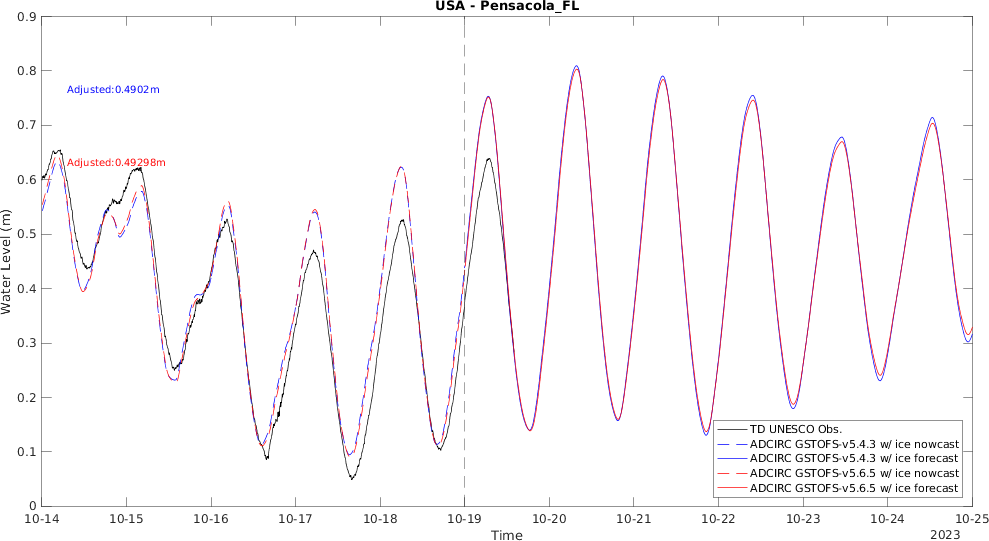 USA - Pensacola_FL
0.9
0.8
0.7
0.6
0.5
0.4
0.3
0.2
0.1
0
Water Level (m)
Adjusted:0.4902m
Adjusted:0.49298m
TD UNESCO Obs.
ADCIRC GSTOFS-v5.4.3 w/ ice nowcast
ADCIRC GSTOFS-v5.4.3 w/ ice forecast
ADCIRC GSTOFS-v5.6.5 w/ ice nowcast
ADCIRC GSTOFS-v5.6.5 w/ ice forecast
10-14 10-15 10-16 10-17 10-18 10-19 10-20 10-21 10-22 10-23 10-24 10-25
Time
2023